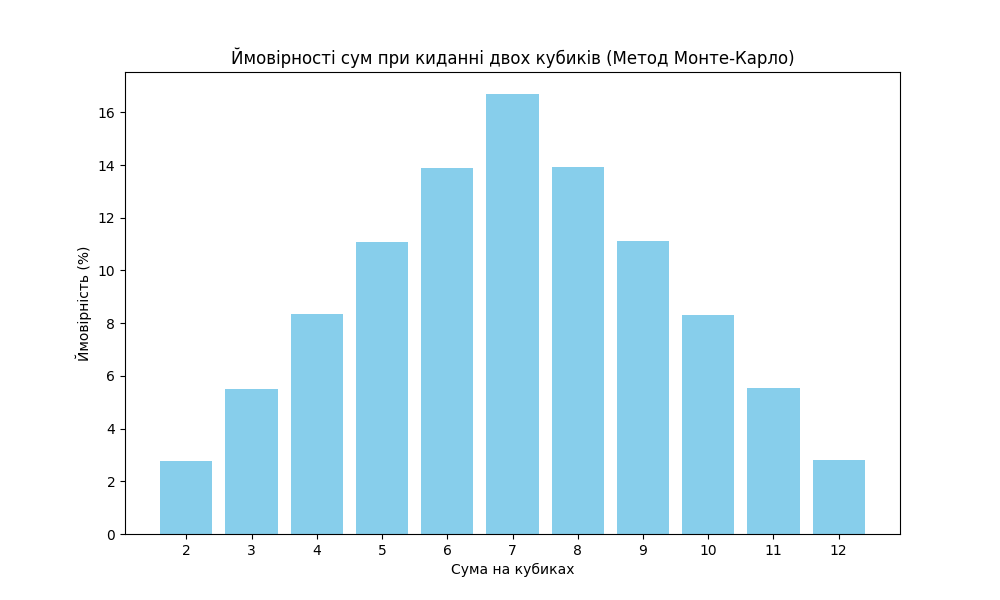 Ймовірності сум при киданні двох кубиків (Метод Монте-Карло)
Ймовірність (%)
16
14
12
10
8
6
4
2
0
2 3 4 5 6 7 8 9 10 11 12
Сума на кубиках